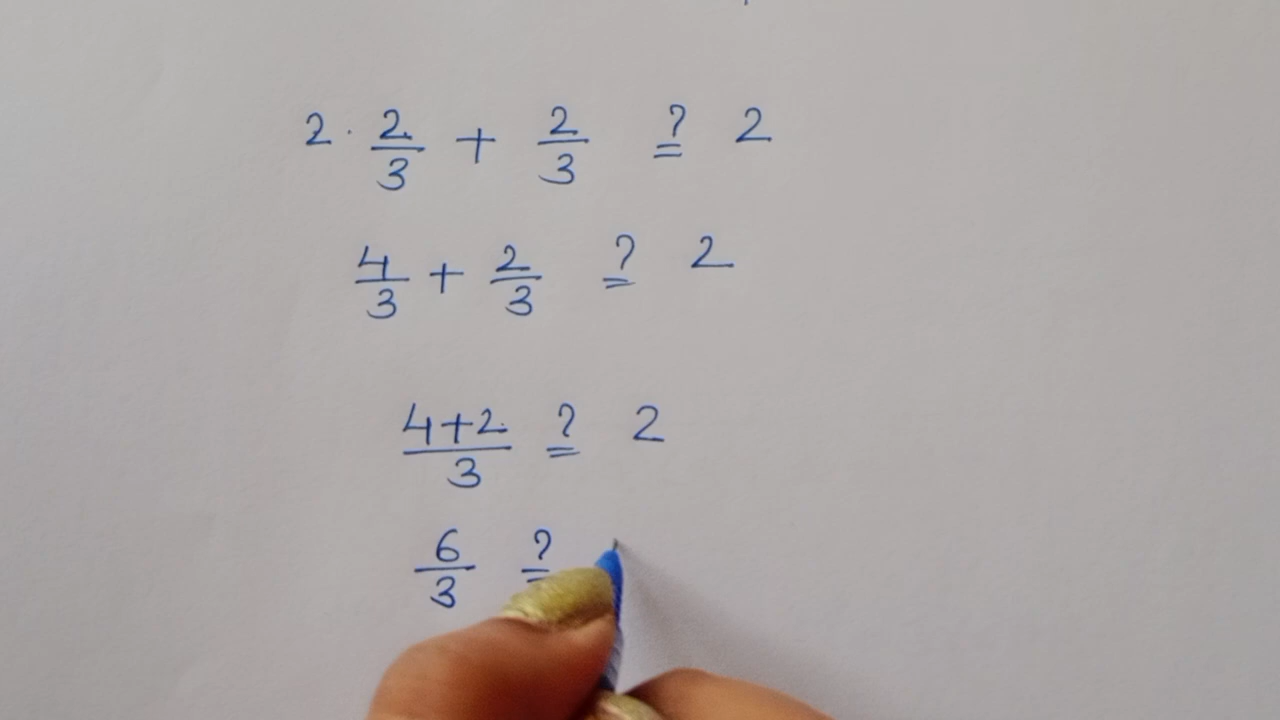 2 · 2/3 + 2/3 ≟ 2
4/3 + 2/3 ≟ 2
4+2/3 ≟ 2
6/3 ≟